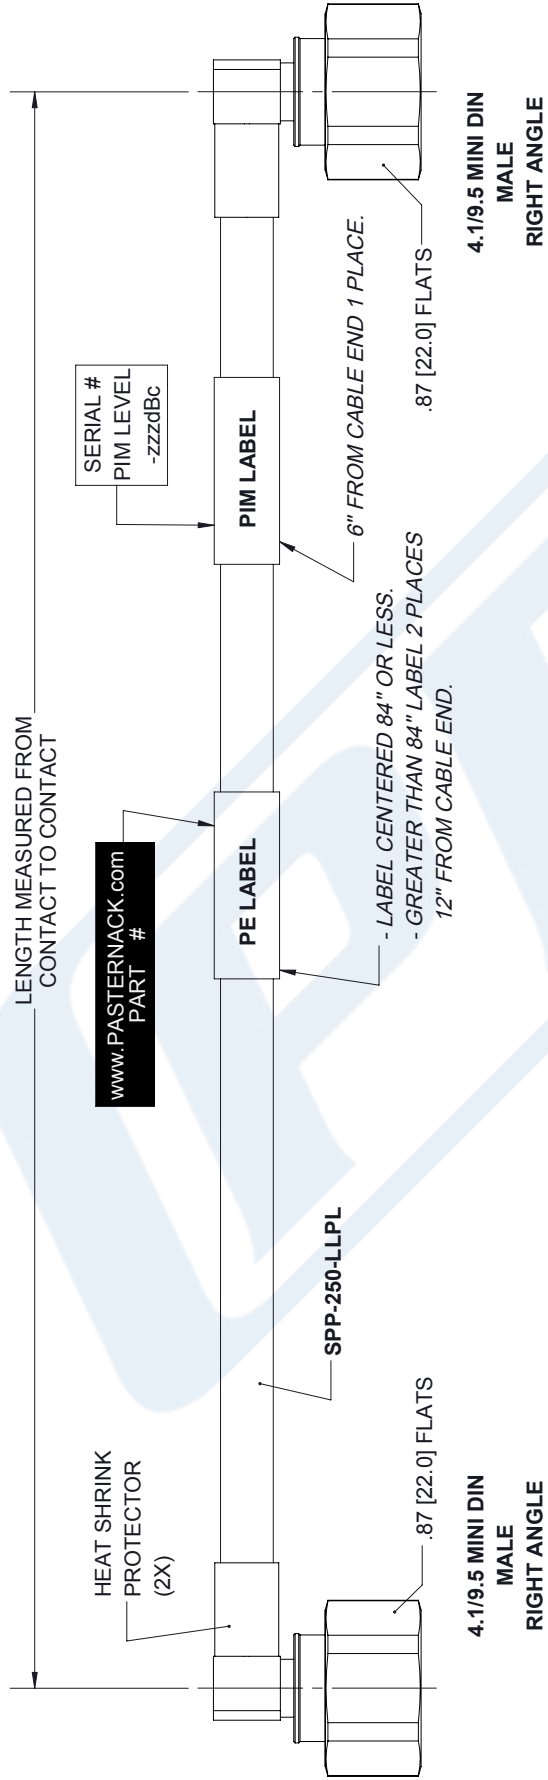 LENGTH MEASURED FROM
CONTACT TO CONTACT
HEAT SHRINK
PROTECTOR
(2X)
www.PASTERNACK.com
PART #
SERIAL #
PIM LEVEL
-zzzdBc
PE LABEL
PIM LABEL
SPP-250-LLPL
- LABEL CENTERED 84" OR LESS.
- GREATER THAN 84" LABEL 2 PLACES
12" FROM CABLE END.
6" FROM CABLE END 1 PLACE.
.87 [22.0] FLATS
.87 [22.0] FLATS
4.1/9.5 MINI DIN
MALE
RIGHT ANGLE
4.1/9.5 MINI DIN
MALE
RIGHT ANGLE